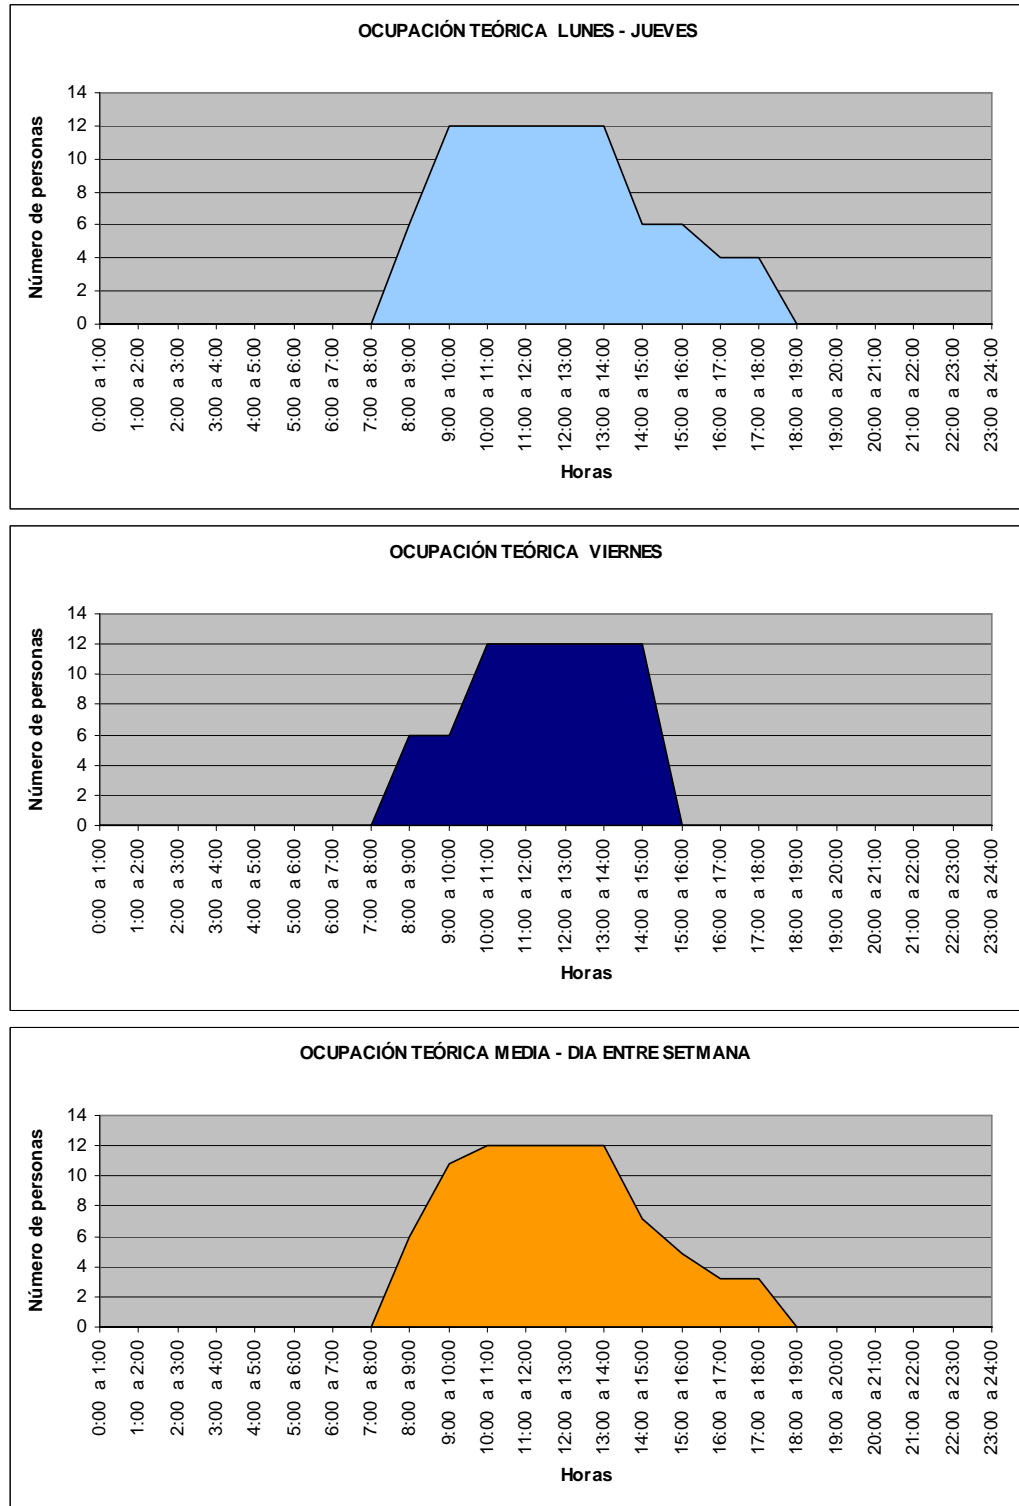 OCUPACIÓN TEÓRICA LUNES - JUEVES
14
12
10
8
6
4
2
0
Número de personas
0:00 a 1:00
1:00 a 2:00
2:00 a 3:00
3:00 a 4:00
4:00 a 5:00
5:00 a 6:00
6:00 a 7:00
7:00 a 8:00
8:00 a 9:00
9:00 a 10:00
10:00 a 11:00
11:00 a 12:00
12:00 a 13:00
13:00 a 14:00
14:00 a 15:00
15:00 a 16:00
16:00 a 17:00
17:00 a 18:00
18:00 a 19:00
19:00 a 20:00
20:00 a 21:00
21:00 a 22:00
22:00 a 23:00
23:00 a 24:00
Horas
OCUPACIÓN TEÓRICA VIERNES
14
12
10
8
6
4
2
0
Número de personas
0:00 a 1:00
1:00 a 2:00
2:00 a 3:00
3:00 a 4:00
4:00 a 5:00
5:00 a 6:00
6:00 a 7:00
7:00 a 8:00
8:00 a 9:00
9:00 a 10:00
10:00 a 11:00
11:00 a 12:00
12:00 a 13:00
13:00 a 14:00
14:00 a 15:00
15:00 a 16:00
16:00 a 17:00
17:00 a 18:00
18:00 a 19:00
19:00 a 20:00
20:00 a 21:00
21:00 a 22:00
22:00 a 23:00
23:00 a 24:00
Horas
OCUPACIÓN TEÓRICA MEDIA - DIA ENTRE SETMANA
14
12
10
8
6
4
2
0
Número de personas
0:00 a 1:00
1:00 a 2:00
2:00 a 3:00
3:00 a 4:00
4:00 a 5:00
5:00 a 6:00
6:00 a 7:00
7:00 a 8:00
8:00 a 9:00
9:00 a 10:00
10:00 a 11:00
11:00 a 12:00
12:00 a 13:00
13:00 a 14:00
14:00 a 15:00
15:00 a 16:00
16:00 a 17:00
17:00 a 18:00
18:00 a 19:00
19:00 a 20:00
20:00 a 21:00
21:00 a 22:00
22:00 a 23:00
23:00 a 24:00
Horas